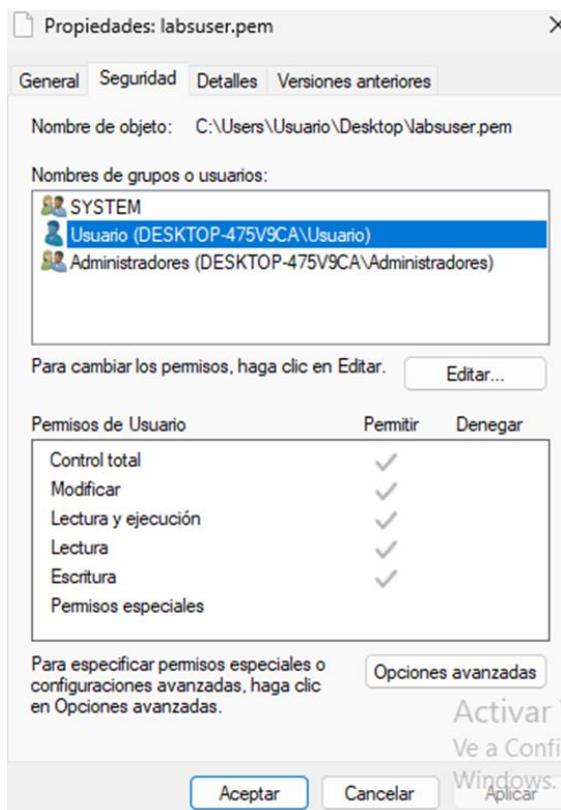 Propiedades: labsuser.pem
General Seguridad Detalles Versiones anteriores
Nombre de objeto: C:\Users\Usuario\Desktop\labsuser.pem
Nombres de grupos o usuarios:
SYSTEM
Usuario (DESKTOP-475V9CA\Usuario)
Administradores (DESKTOP-475V9CA\Administradores)
Para cambiar los permisos, haga clic en Editar. Editar...
Permisos de Usuario Permitir Denegar
Control total
Modificar
Lectura y ejecución
Lectura
Escritura
Permisos especiales
Para especificar permisos especiales o
configuraciones avanzadas, haga clic
en Opciones avanzadas.
Opciones avanzadas
Activar
Ve a Confi
Windows.
Aceptar Cancelar Aplicar